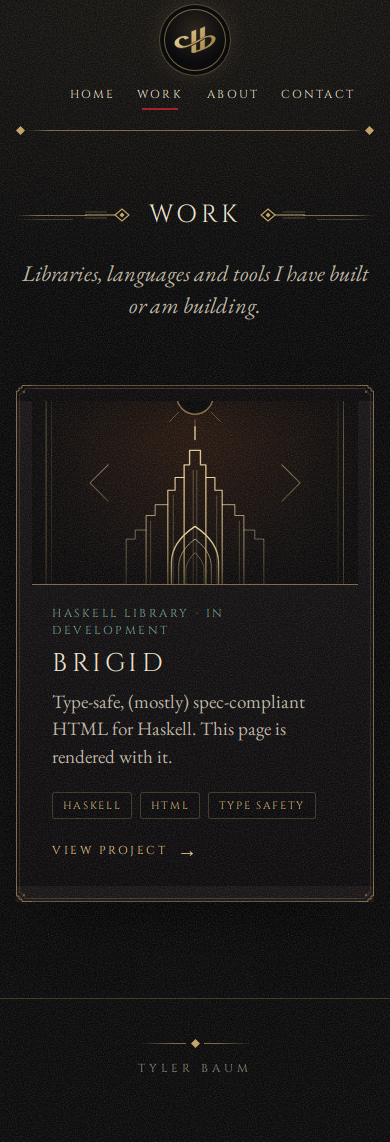 HOME WORK ABOUT CONTACT
WORK
Libraries, languages and tools I have built
or am building.
HASKELL LIBRARY · IN
DEVELOPMENT
BRIGID
Type-safe, (mostly) spec-compliant
HTML for Haskell. This page is
rendered with it.
HASKELL HTML TYPE SAFETY
VIEW PROJECT →
TYLER BAUM